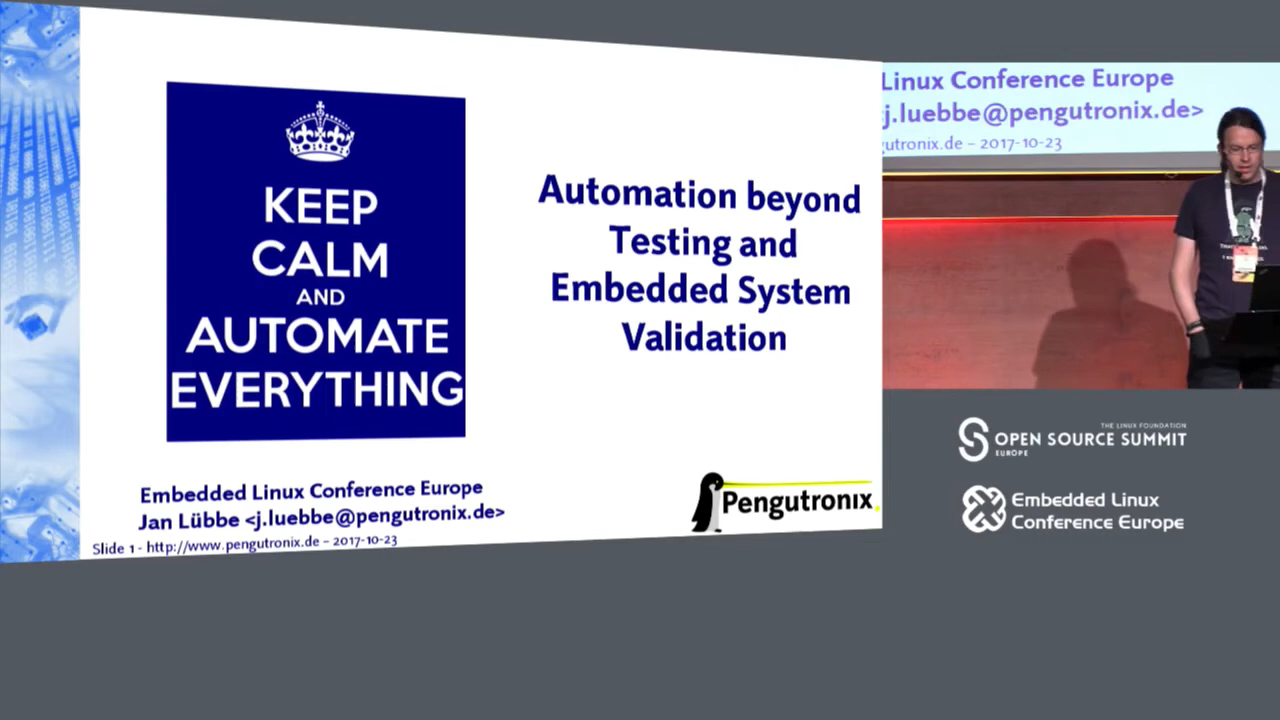 KEEP
CALM
AND
AUTOMATE
EVERYTHING
Automation beyond
Testing and
Embedded System
Validation
Embedded Linux Conference Europe
Jan Lübbe <j.luebbe@pengutronix.de>
Slide 1 - http://www.pengutronix.de – 2017-10-23
Pengutronix
Linux Conference Europe
j.luebbe@pengutronix.de>
utronix.de – 2017-10-23
THE LINUX FOUNDATION
OPEN SOURCE SUMMIT
EUROPE
Embedded Linux
Conference Europe